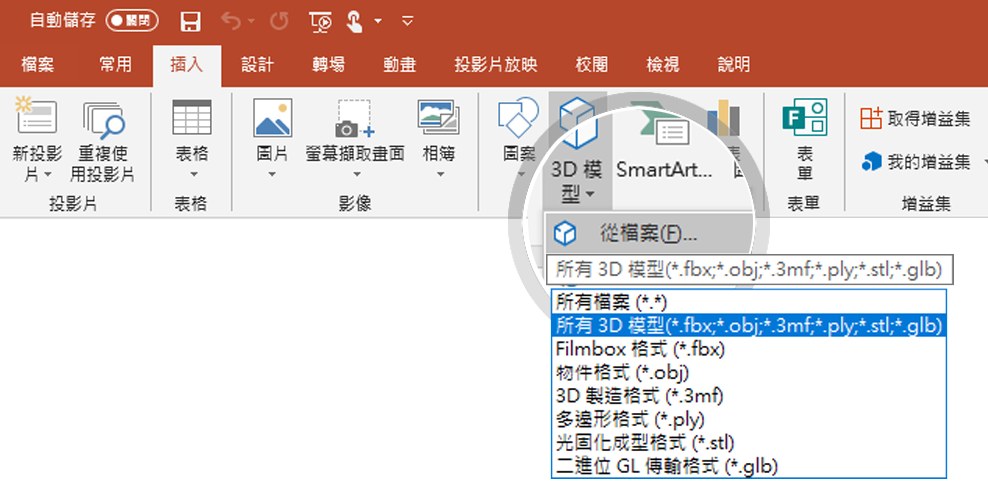 自動儲存 關閉
檔案 常用 插入 設計 轉場 動畫 投影片放映 校閱 檢視 說明
新投影片 重複使用投影片 表格 圖片 螢幕擷取畫面 相簿 圖案 3D 模型 SmartArt... 表單 取得增益集
我的增益集
投影片 表格 影像 表單 增益集
從檔案(F)...
所有 3D 模型(*.fbx;*.obj;*.3mf;*.ply;*.stl;*.glb)
所有檔案 (*.*)
所有 3D 模型(*.fbx;*.obj;*.3mf;*.ply;*.stl;*.glb)
Filmbox 格式 (*.fbx)
物件格式 (*.obj)
3D 製造格式 (*.3mf)
多邊形格式 (*.ply)
光固化成型格式 (*.stl)
二進位 GL 傳輸格式 (*.glb)